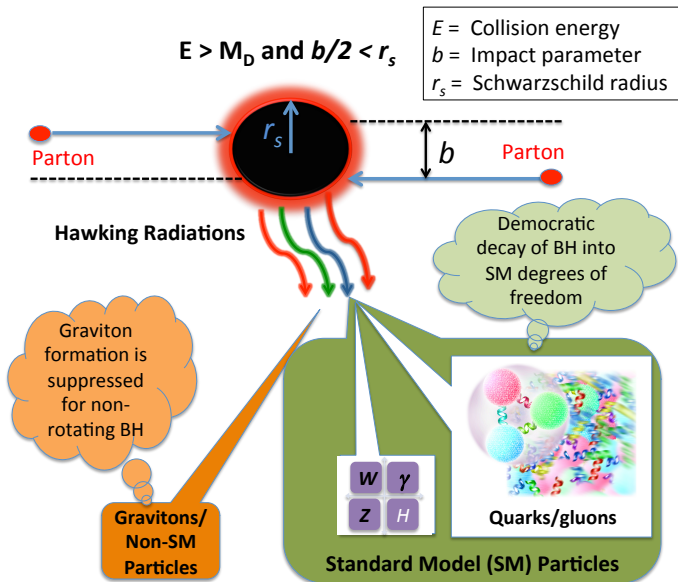 E = Collision energy
b = Impact parameter
r_s = Schwarzschild radius
E > M_D and b/2 < r_s
r_s
Parton
b
Parton
Hawking Radiations
Democratic
decay of BH into
SM degrees of
freedom
Graviton
formation is
suppressed
for non-
rotating BH
W
γ
Z
H
Quarks/gluons
Gravitons/
Non-SM
Particles
Standard Model (SM) Particles